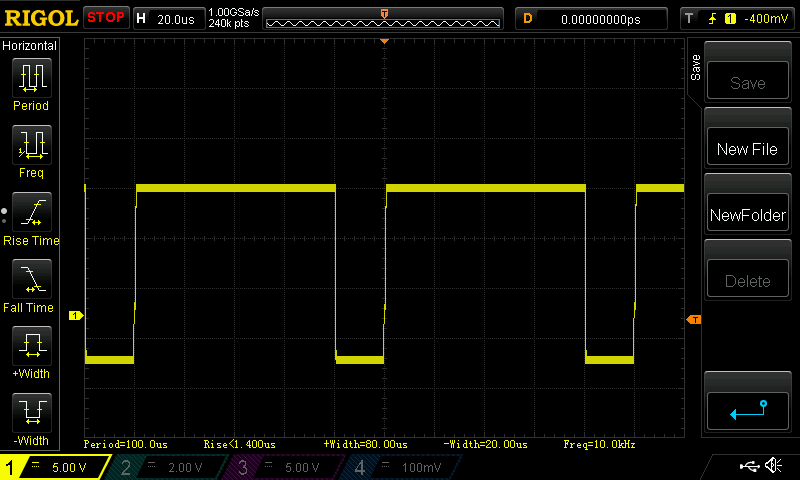 RIGOL STOP H 20.0us 1.00GSa/s 240k pts T D 0.00000000ps T 1 -400mV
Horizontal
Period
Freq
Rise Time
Fall Time
+Width
-Width
1
T
Save
Save
New File
NewFolder
Delete
Period=100.0us Rise<1.400us +Width=80.00us -Width=20.00us Freq=10.0kHz
1 5.00 V 2 2.00 V 3 5.00 V 4 100mV